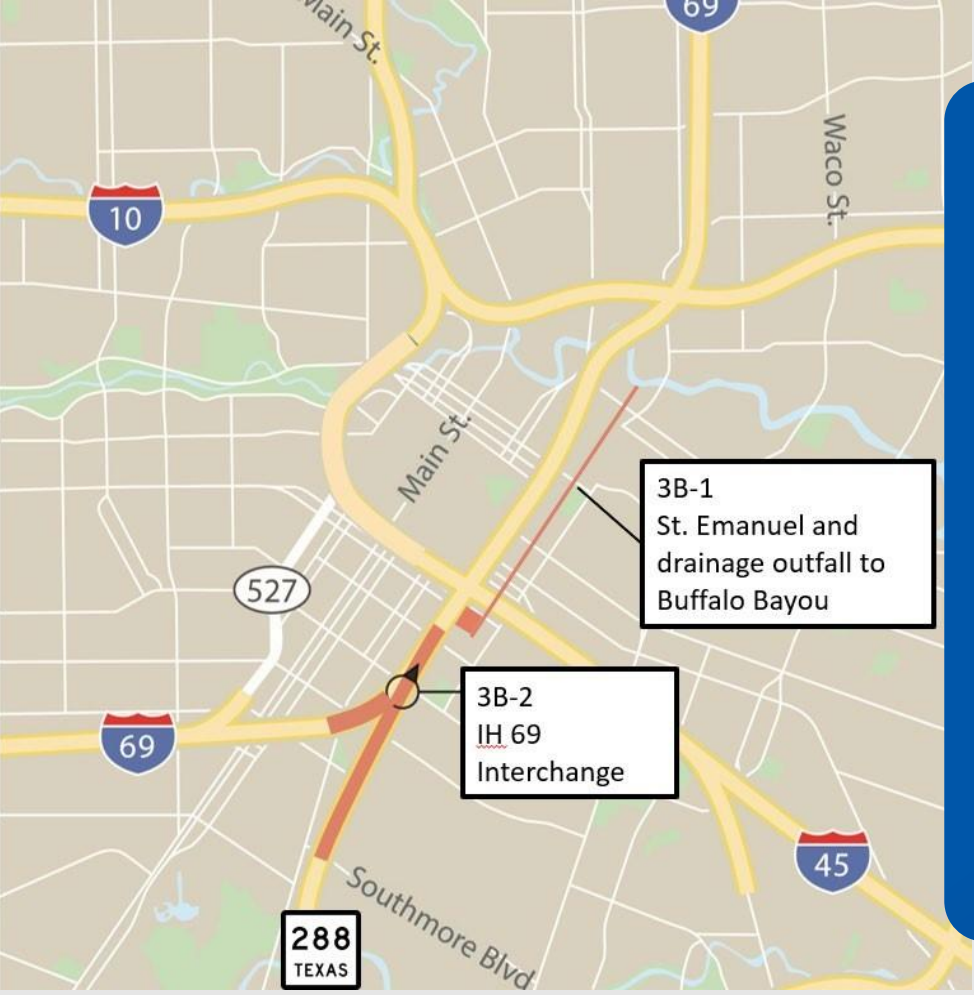 Main St.
69
Waco St.
10
Main St.
3B-1
St. Emanuel and
drainage outfall to
Buffalo Bayou
527
3B-2
IH 69
Interchange
69
45
Southmore Blvd
288
TEXAS